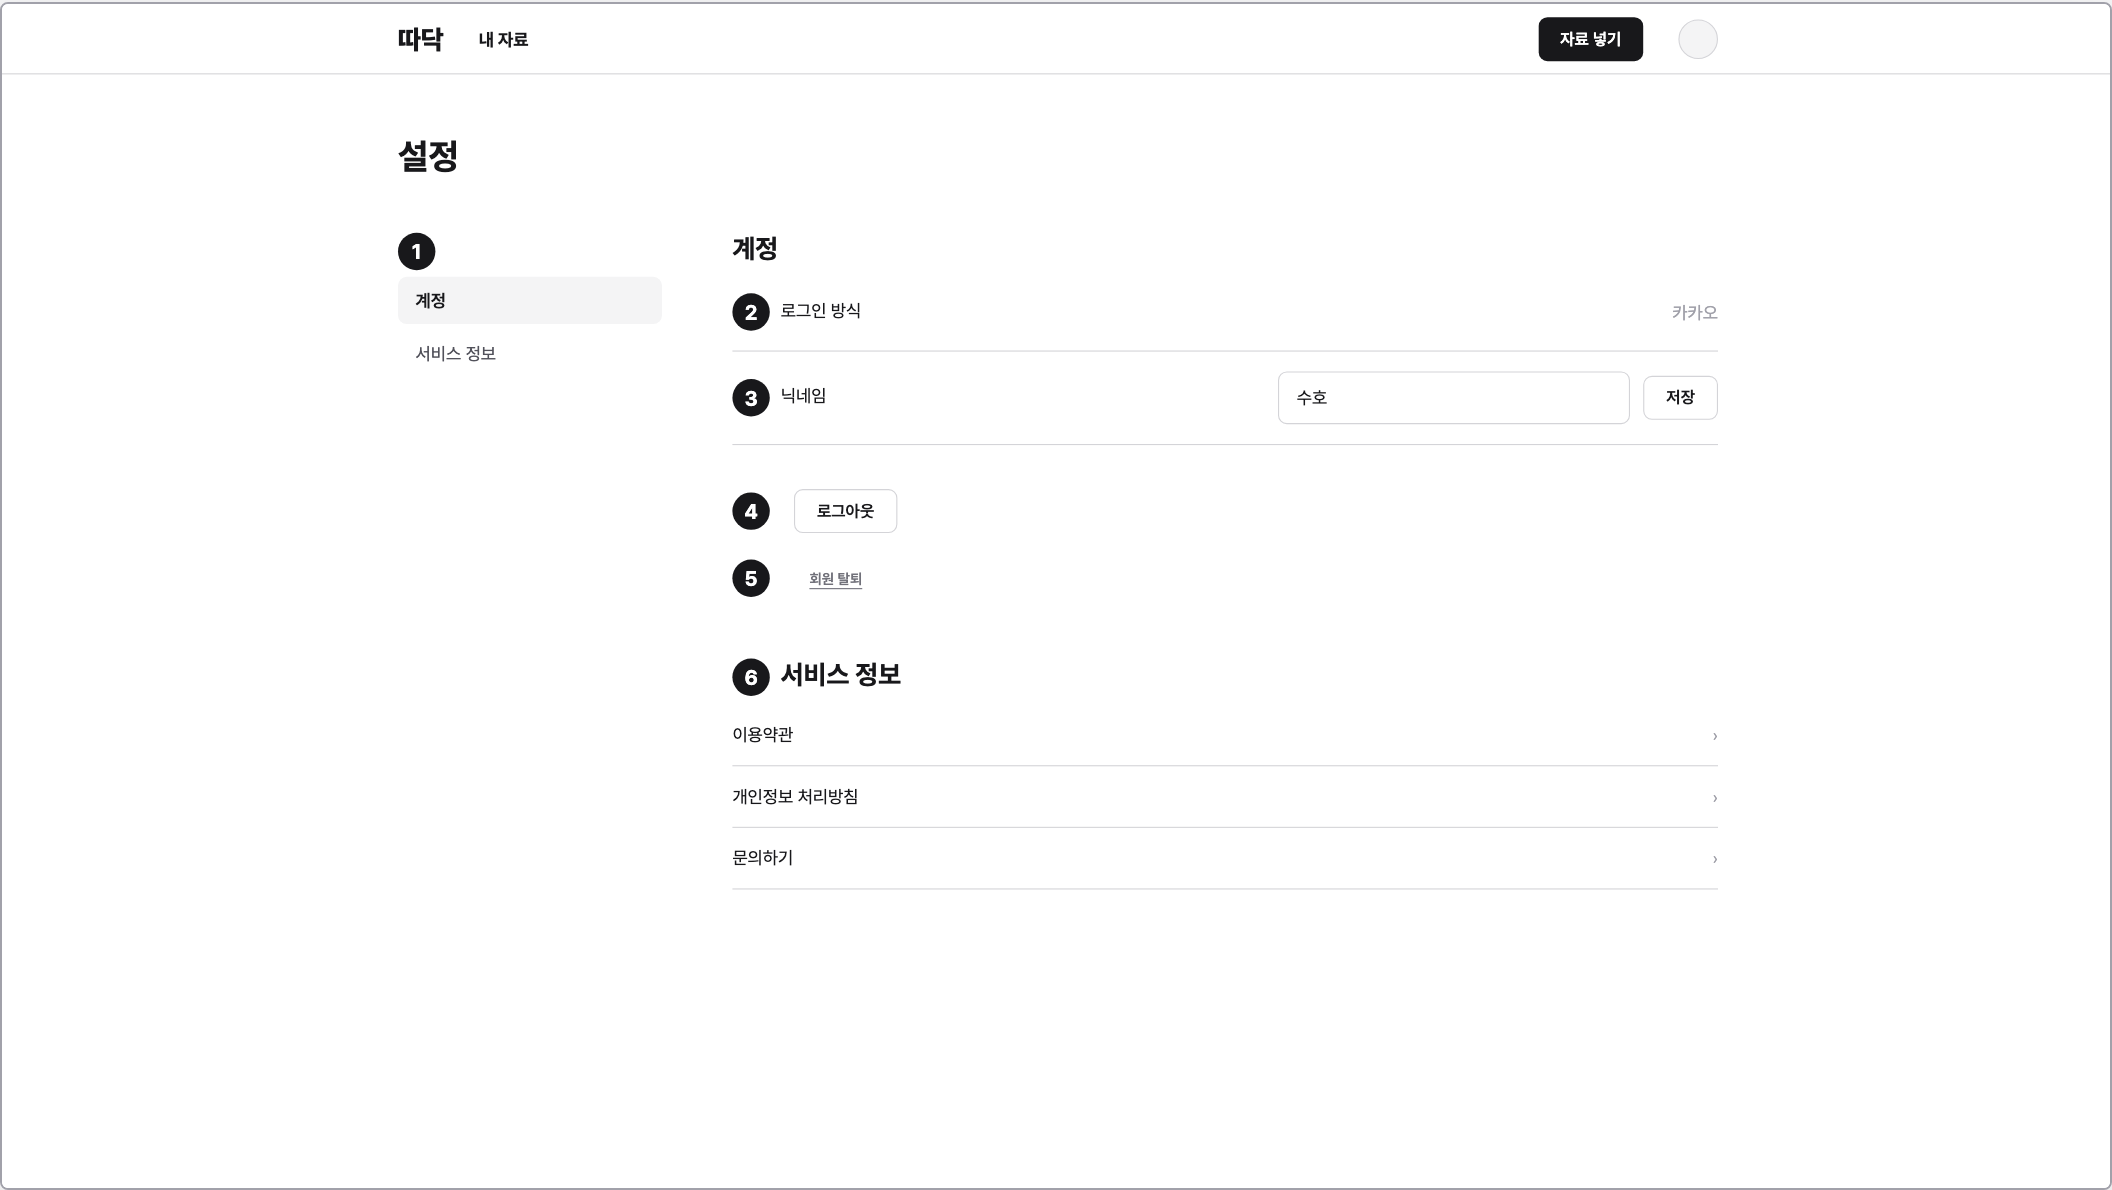 따닥 내 자료 자료 넣기
설정
1
계정
서비스 정보
계정
2 로그인 방식 카카오
3 닉네임 수호 저장
4 로그아웃
5 회원 탈퇴
6 서비스 정보
이용약관 ›
개인정보 처리방침 ›
문의하기 ›